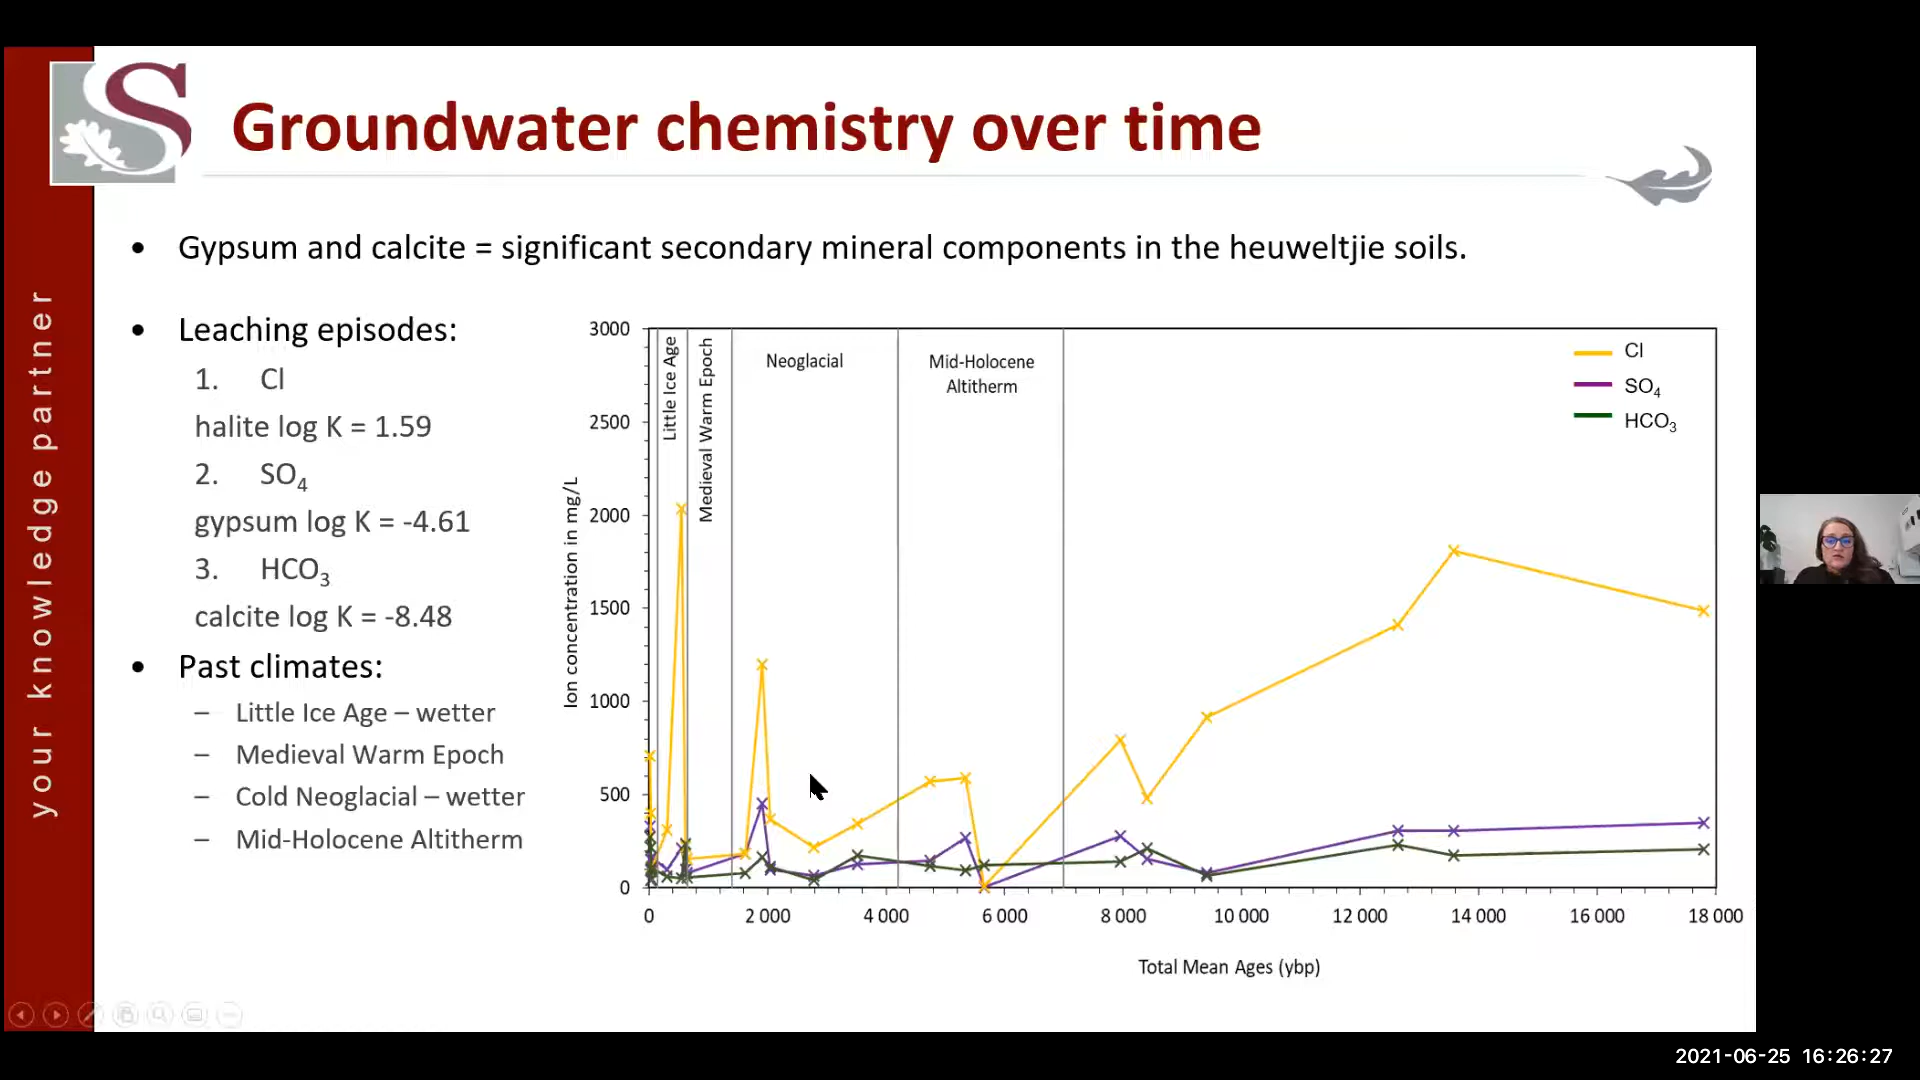 S
Groundwater chemistry over time
your knowledge partner
• Gypsum and calcite = significant secondary mineral components in the heuweltjie soils.
• Leaching episodes:
1. Cl
halite log K = 1.59
2. SO4
gypsum log K = -4.61
3. HCO3
calcite log K = -8.48
• Past climates:
– Little Ice Age – wetter
– Medieval Warm Epoch
– Cold Neoglacial – wetter
– Mid-Holocene Altitherm
Ion concentration in mg/L
3000
2500
2000
1500
1000
500
0
Little Ice Age
Medieval Warm Epoch
Neoglacial
Mid-Holocene
Altitherm
Cl
SO4
HCO3
0 2 000 4 000 6 000 8 000 10 000 12 000 14 000 16 000 18 000
Total Mean Ages (ybp)
2021-06-25 16:26:27